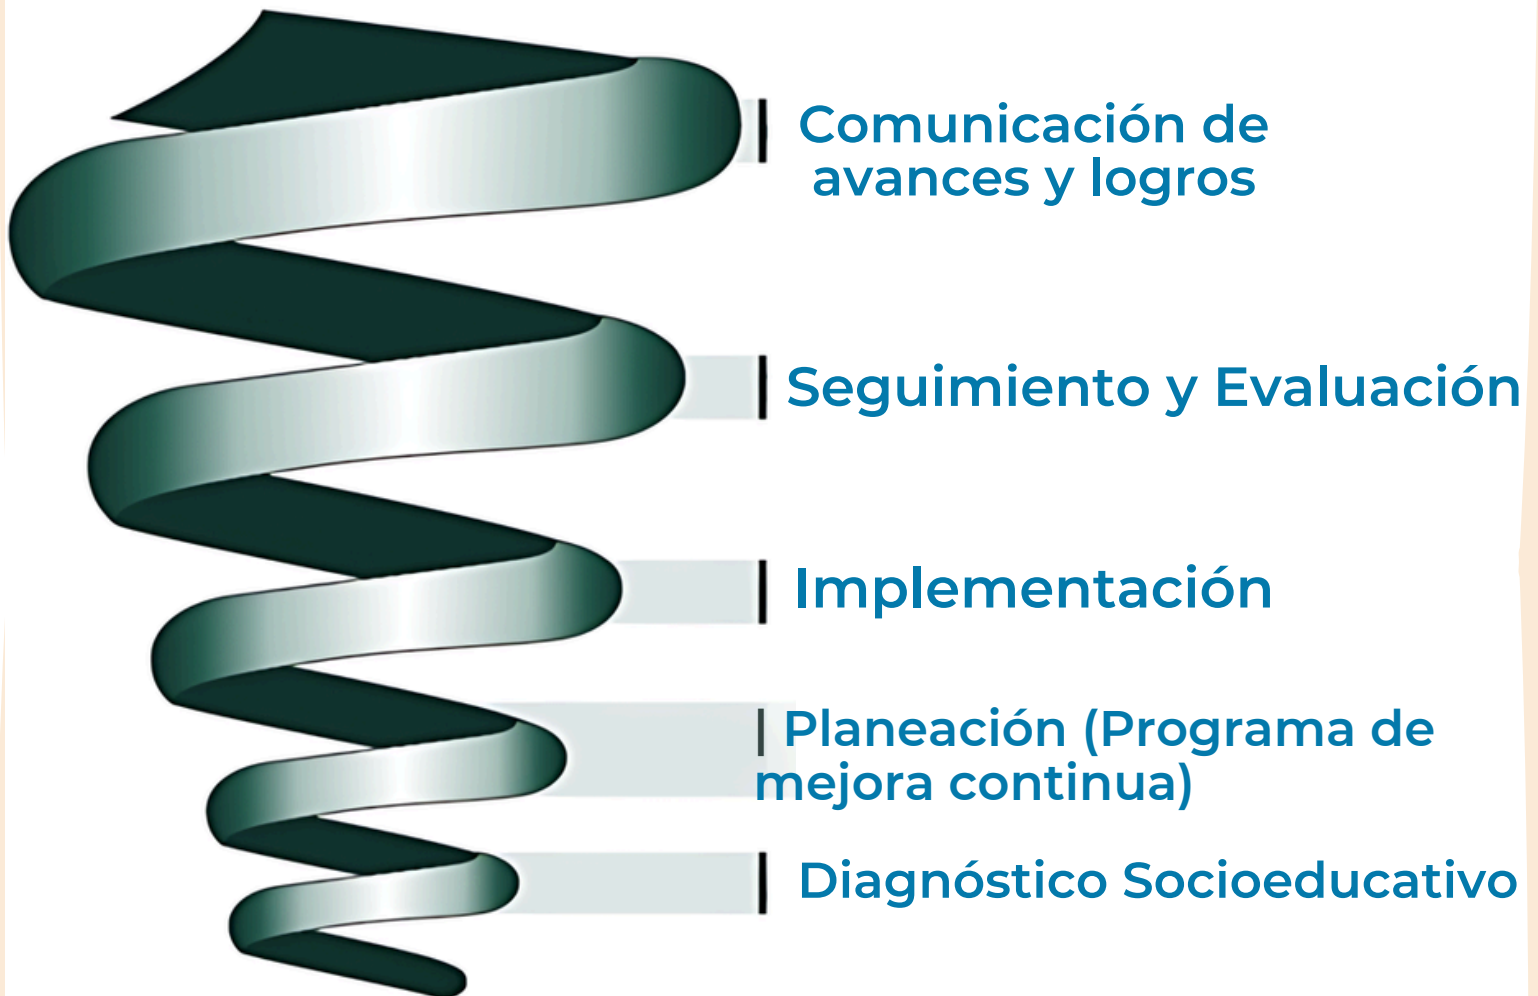 Comunicación de
avances y logros
Seguimiento y Evaluación
Implementación
Planeación (Programa de
mejora continua)
Diagnóstico Socioeducativo